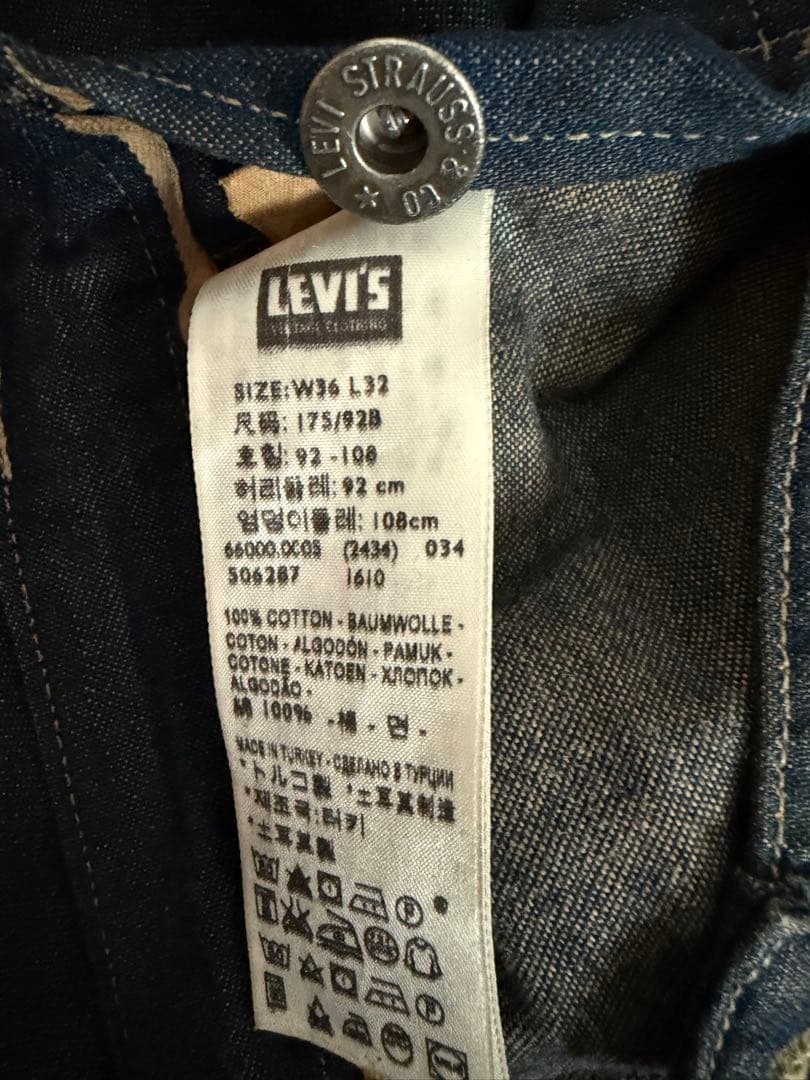 LEVI STRAUSS & CO
LEVI'S
VINTAGE CLOTHING
SIZE:W36 L32
尺码: 175/92B
호칭: 92 -108
허리둘레: 92 cm
엉덩이둘레: 108cm
66000.0005 (2434) 034
506287 1610
100% COTTON - BAUMWOLLE -
COTON - ALGODÓN - PAMUK -
COTONE - KATOEN - ХЛОПОК -
ALGODÃO -
綿 100% - 棉 - 면 -
MADE IN TURKEY - СДЕЛАНО В ТУРЦИИ
*トルコ製 *土耳其制造
*제조국:터키
*土耳其製